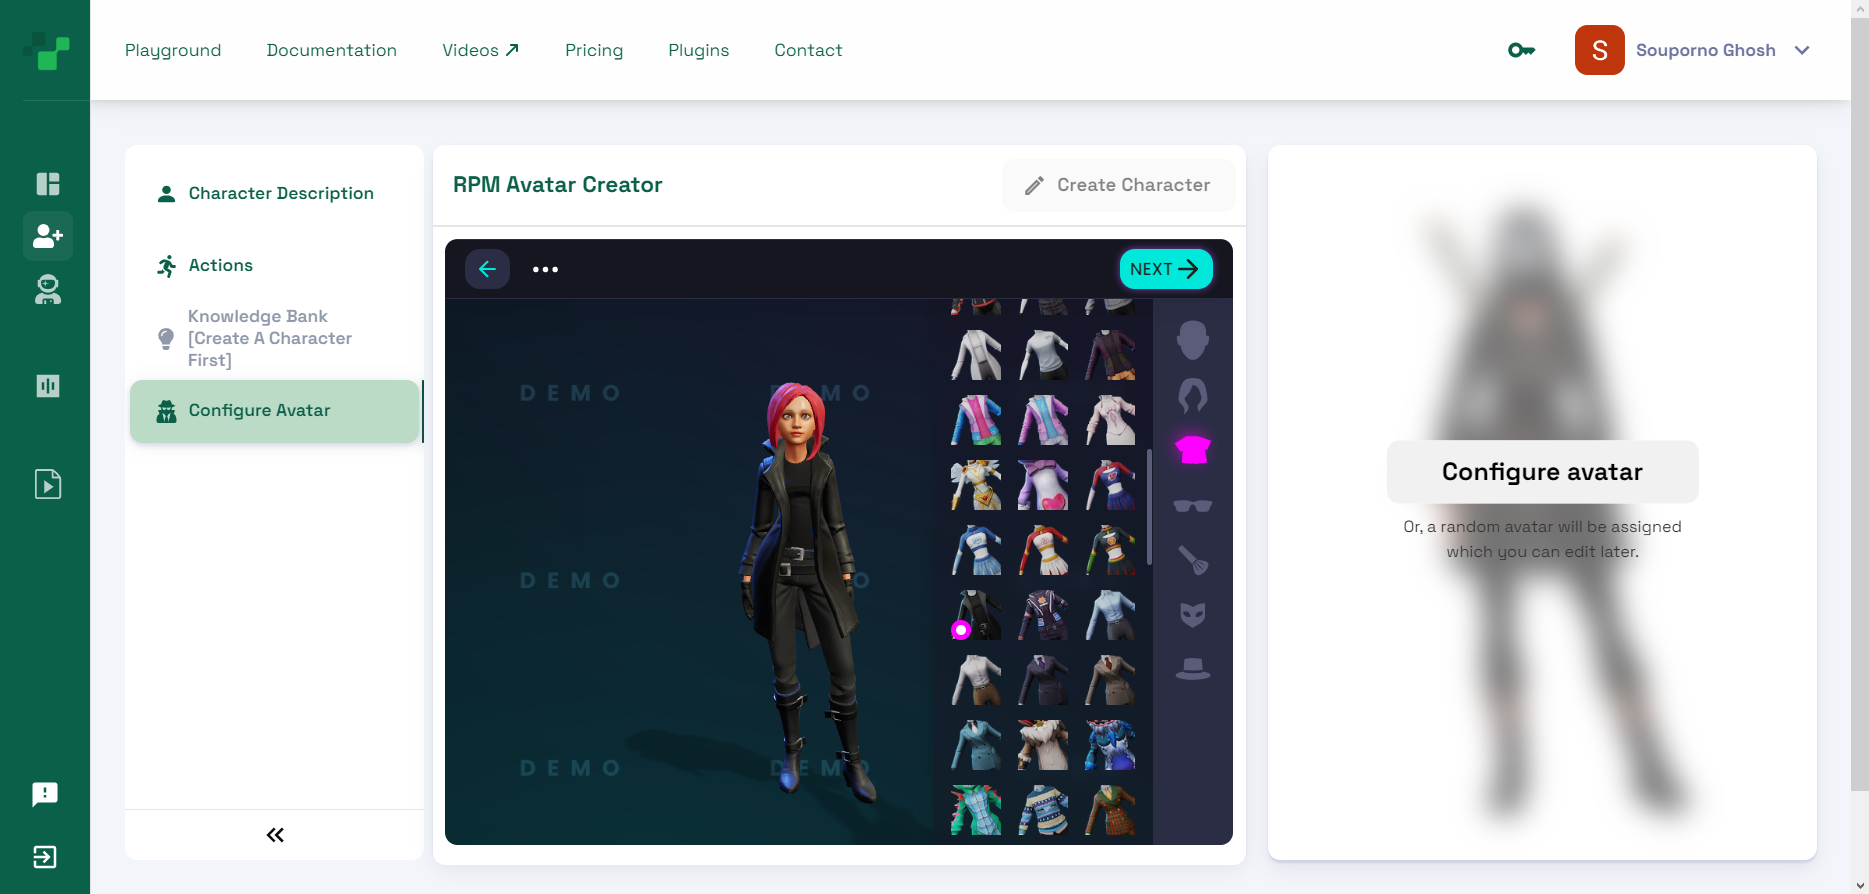 Playground
Documentation
Videos
Pricing
Plugins
Contact
S
Souporno Ghosh
Character Description
Actions
Knowledge Bank
[Create A Character
First]
Configure Avatar
RPM Avatar Creator
Create Character
NEXT
DEMO
DEMO
DEMO
DEMO
Configure avatar
Or, a random avatar will be assigned
which you can edit later.